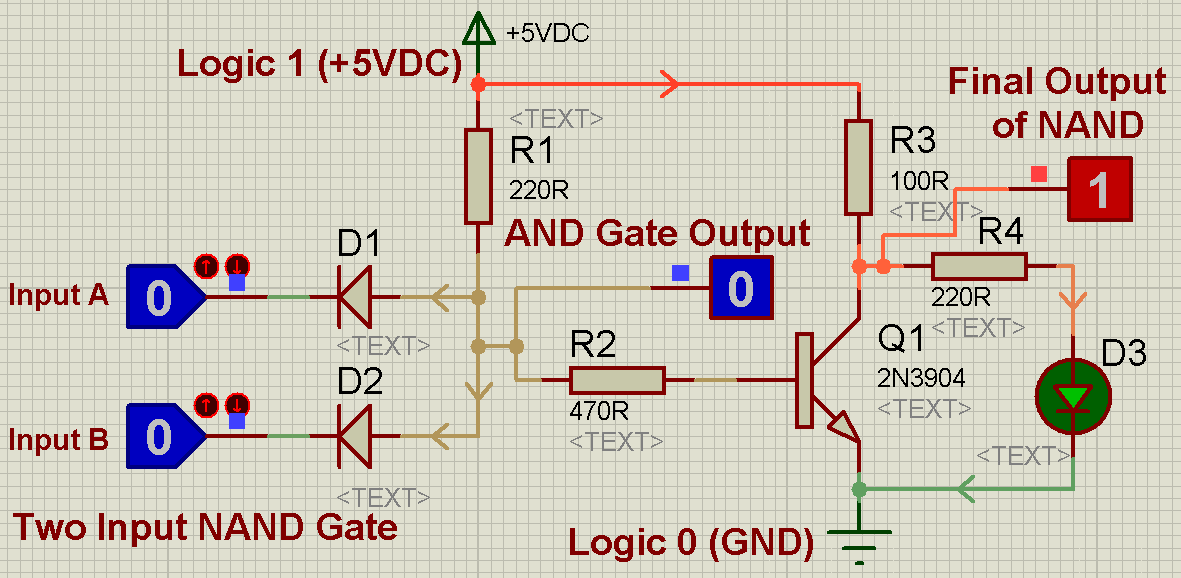 +5VDC
Logic 1 (+5VDC)
Final Output
of NAND
<TEXT>
R1
220R
R3
100R
<TEXT>
1
AND Gate Output
R4
D1
0
220R
<TEXT>
Input A
0
<TEXT>
R2
Q1
2N3904
<TEXT>
D3
D2
470R
<TEXT>
Input B
0
<TEXT>
<TEXT>
Two Input NAND Gate
Logic 0 (GND)